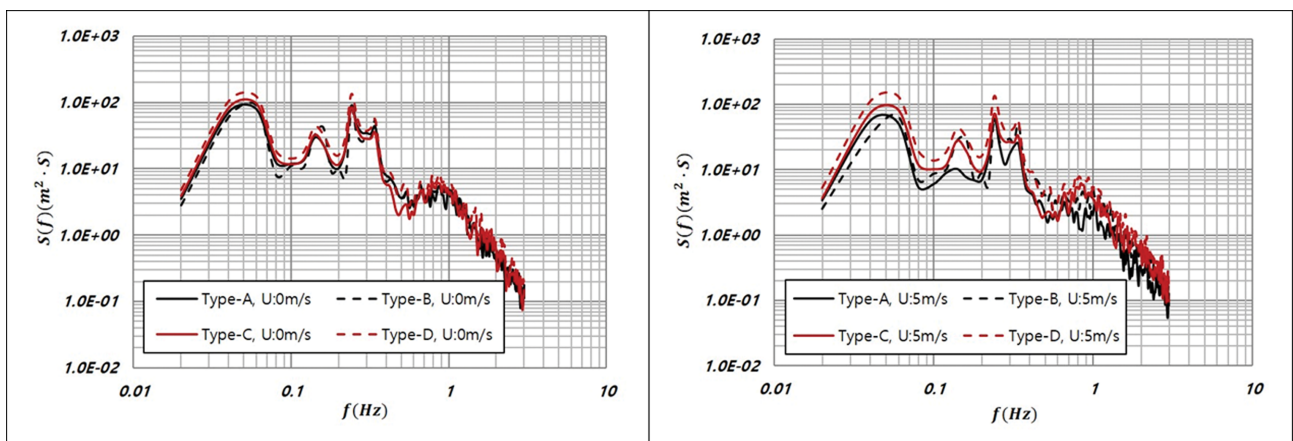 1.0E+03
1.0E+02
1.0E+01
1.0E+00
1.0E-01
1.0E-02
S(f)(m² · S)
Type-A, U:0m/s Type-B, U:0m/s
Type-C, U:0m/s Type-D, U:0m/s
0.01 0.1 1 10
f(Hz)
1.0E+03
1.0E+02
1.0E+01
1.0E+00
1.0E-01
1.0E-02
S(f)(m² · S)
Type-A, U:5m/s Type-B, U:5m/s
Type-C, U:5m/s Type-D, U:5m/s
0.01 0.1 1 10
f(Hz)